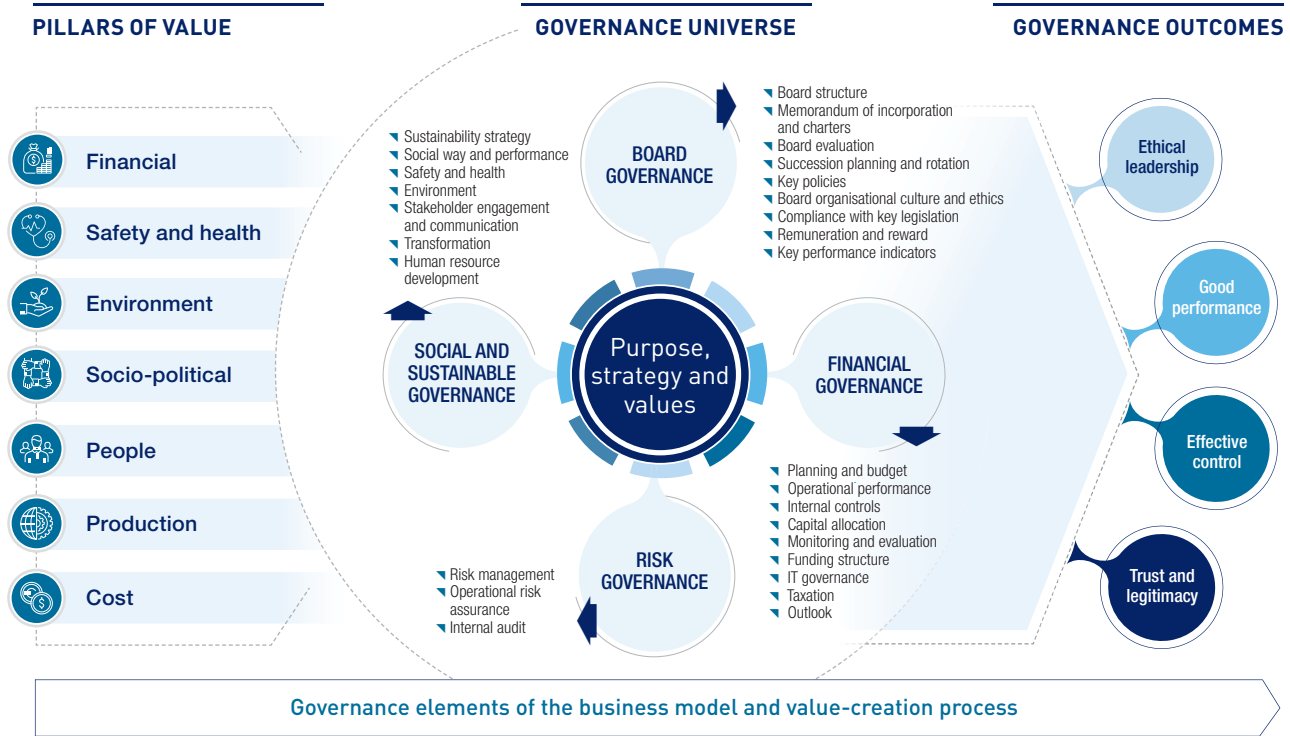 PILLARS OF VALUE
GOVERNANCE UNIVERSE
GOVERNANCE OUTCOMES
Financial
Safety and health
Environment
Socio-political
People
Production
Cost
Sustainability strategy
Social way and performance
Safety and health
Environment
Stakeholder engagement
and communication
Transformation
Human resource
development
SOCIAL AND
SUSTAINABLE
GOVERNANCE
BOARD
GOVERNANCE
Board structure
Memorandum of incorporation
and charters
Board evaluation
Succession planning and rotation
Key policies
Board organisational culture and ethics
Compliance with key legislation
Remuneration and reward
Key performance indicators
Purpose,
strategy and
values
FINANCIAL
GOVERNANCE
Planning and budget
Operational performance
Internal controls
Capital allocation
Monitoring and evaluation
Funding structure
IT governance
Taxation
Outlook
RISK
GOVERNANCE
Risk management
Operational risk
assurance
Internal audit
Ethical
leadership
Good
performance
Effective
control
Trust and
legitimacy
Governance elements of the business model and value-creation process